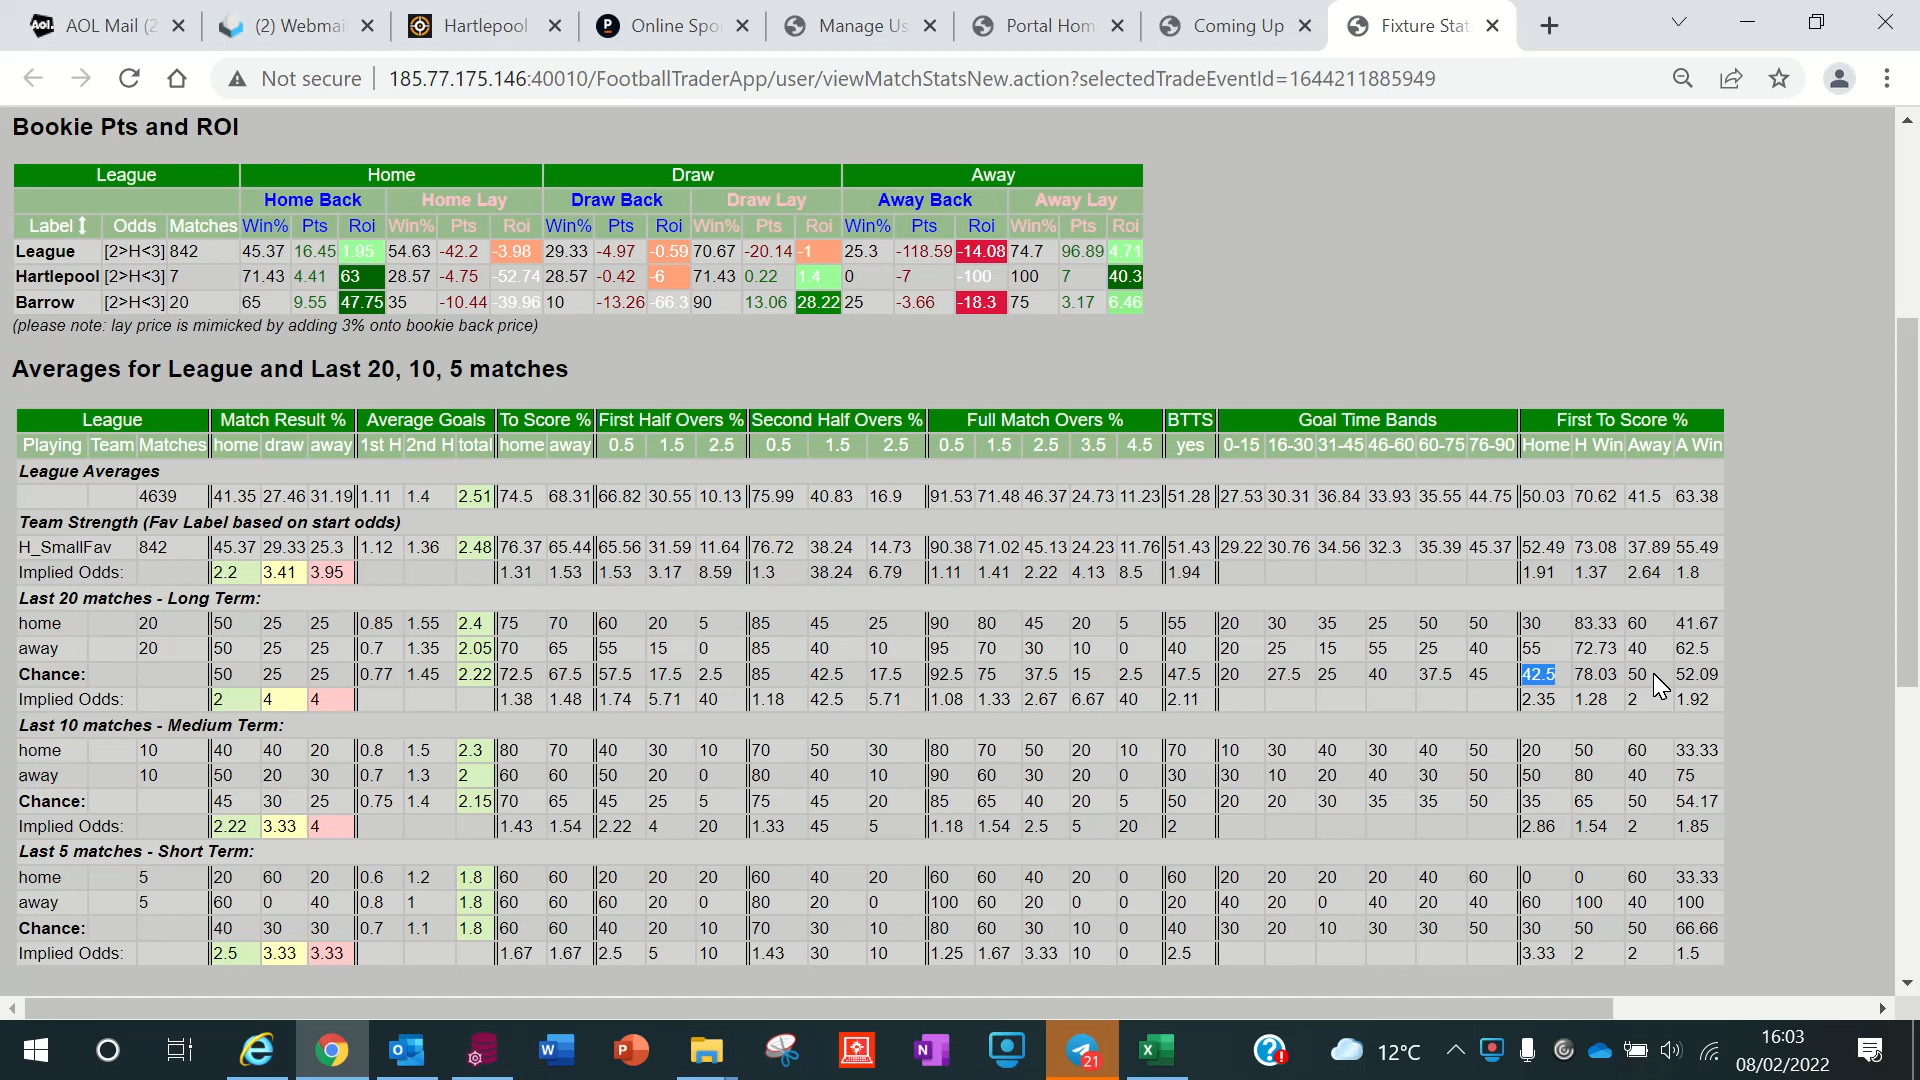 AOL Mail (2
(2) Webmai
Hartlepool
Online Spo
Manage Us
Portal Hom
Coming Up
Fixture Stat
Not secure 185.77.175.146:40010/FootballTraderApp/user/viewMatchStatsNew.action?selectedTradeEventId=1644211885949
Bookie Pts and ROI
League Home Draw Away
Home Back Home Lay Draw Back Draw Lay Away Back Away Lay
Label Odds Matches Win% Pts Roi Win% Pts Roi Win% Pts Roi Win% Pts Roi Win% Pts Roi Win% Pts Roi
League [2>H<3] 842 45.37 16.45 1.95 54.63 -42.2 -3.98 29.33 -4.97 -0.59 70.67 -20.14 -1 25.3 -118.59 -14.08 74.7 96.89 4.71
Hartlepool [2>H<3] 7 71.43 4.41 63 28.57 -4.75 -52.74 28.57 -0.42 -6 71.43 0.22 1.4 0 -7 -100 100 7 40.3
Barrow [2>H<3] 20 65 9.55 47.75 35 -10.44 -39.96 10 -13.26 -66.3 90 13.06 28.22 25 -3.66 -18.3 75 3.17 6.46
(please note: lay price is mimicked by adding 3% onto bookie back price)
Averages for League and Last 20, 10, 5 matches
League Match Result % Average Goals To Score % First Half Overs % Second Half Overs % Full Match Overs % BTTS Goal Time Bands First To Score %
Playing Team Matches home draw away 1st H 2nd H total home away 0.5 1.5 2.5 0.5 1.5 2.5 0.5 1.5 2.5 3.5 4.5 yes 0-15 16-30 31-45 46-60 60-75 76-90 Home H Win Away A Win
League Averages
4639 41.35 27.46 31.19 1.11 1.4 2.51 74.5 68.31 66.82 30.55 10.13 75.99 40.83 16.9 91.53 71.48 46.37 24.73 11.23 51.28 27.53 30.31 36.84 33.93 35.55 44.75 50.03 70.62 41.5 63.38
Team Strength (Fav Label based on start odds)
H_SmallFav 842 45.37 29.33 25.3 1.12 1.36 2.48 76.37 65.44 65.56 31.59 11.64 76.72 38.24 14.73 90.38 71.02 45.13 24.23 11.76 51.43 29.22 30.76 34.56 32.3 35.39 45.37 52.49 73.08 37.89 55.49
Implied Odds: 2.2 3.41 3.95 1.31 1.53 1.53 3.17 8.59 1.3 38.24 6.79 1.11 1.41 2.22 4.13 8.5 1.94 1.91 1.37 2.64 1.8
Last 20 matches - Long Term:
home 20 50 25 25 0.85 1.55 2.4 75 70 60 20 5 85 45 25 90 80 45 20 5 55 20 30 35 25 50 50 30 83.33 60 41.67
away 20 50 25 25 0.7 1.35 2.05 70 65 55 15 0 85 40 10 95 70 30 10 0 40 20 25 15 55 25 40 55 72.73 40 62.5
Chance: 50 25 25 0.77 1.45 2.22 72.5 67.5 57.5 17.5 2.5 85 42.5 17.5 92.5 75 37.5 15 2.5 47.5 20 27.5 25 40 37.5 45 42.5 78.03 50 52.09
Implied Odds: 2 4 4 1.38 1.48 1.74 5.71 40 1.18 42.5 5.71 1.08 1.33 2.67 6.67 40 2.11 2.35 1.28 2 1.92
Last 10 matches - Medium Term:
home 10 40 40 20 0.8 1.5 2.3 80 70 40 30 10 70 50 30 80 70 50 20 10 70 10 30 40 30 40 50 20 50 60 33.33
away 10 50 20 30 0.7 1.3 2 60 60 50 20 0 80 40 10 90 60 30 20 0 30 30 10 20 40 30 50 50 80 40 75
Chance: 45 30 25 0.75 1.4 2.15 70 65 45 25 5 75 45 20 85 65 40 20 5 50 20 20 30 35 35 50 35 65 50 54.17
Implied Odds: 2.22 3.33 4 1.43 1.54 2.22 4 20 1.33 45 5 1.18 1.54 2.5 5 20 2 2.86 1.54 2 1.85
Last 5 matches - Short Term:
home 5 20 60 20 0.6 1.2 1.8 60 60 20 20 20 60 40 20 60 60 40 20 0 60 20 20 20 20 40 60 0 0 60 33.33
away 5 60 0 40 0.8 1 1.8 60 60 60 20 0 80 20 0 100 60 20 0 0 20 40 20 0 40 20 40 60 100 40 100
Chance: 40 30 30 0.7 1.1 1.8 60 60 40 20 10 70 30 10 80 60 30 10 0 40 30 20 10 30 30 50 30 50 50 66.66
Implied Odds: 2.5 3.33 3.33 1.67 1.67 2.5 5 10 1.43 30 10 1.25 1.67 3.33 10 0 2.5 3.33 2 2 1.5
21
12°C
16:03
08/02/2022